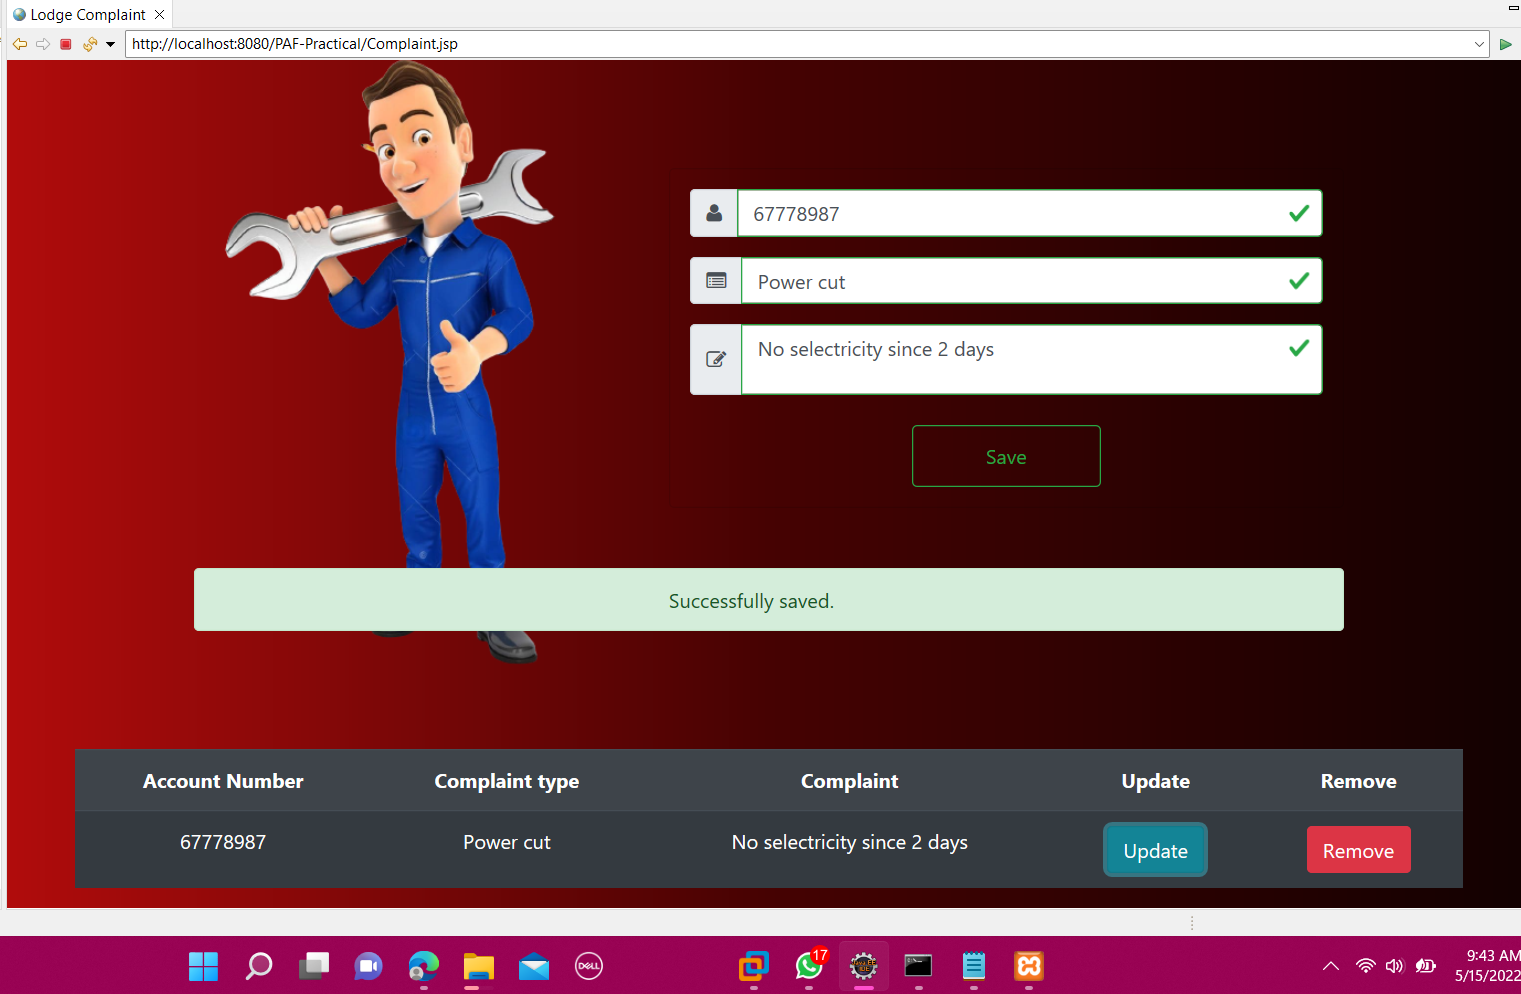 Lodge Complaint
http://localhost:8080/PAF-Practical/Complaint.jsp
67778987
Power cut
No selectricity since 2 days
Save
Successfully saved.
Account Number Complaint type Complaint Update Remove
67778987 Power cut No selectricity since 2 days Update Remove
DELL
17
9:43 AM
5/15/2022